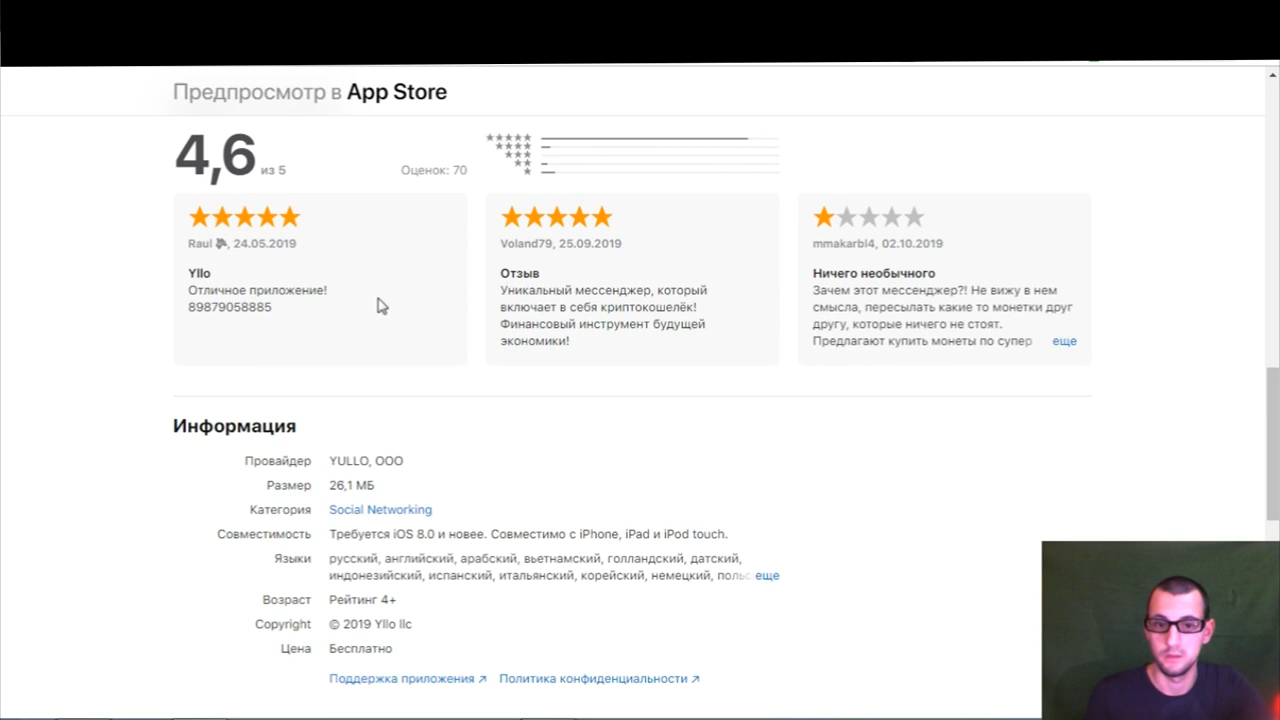 Предпросмотр в App Store
4,6 из 5
Оценок: 70
Raul , 24.05.2019
Yllo
Отличное приложение!
89879058885
Voland79, 25.09.2019
Отзыв
Уникальный мессенджер, который
включает в себя криптокошелёк!
Финансовый инструмент будущей
экономики!
mmakarbl4, 02.10.2019
Ничего необычного
Зачем этот мессенджер?! Не вижу в нем
смысла, пересылать какие то монетки друг
другу, которые ничего не стоят.
Предлагают купить монеты по супер еще
Информация
Провайдер YULLO, OOO
Размер 26,1 МБ
Категория Social Networking
Совместимость Требуется iOS 8.0 и новее. Совместимо с iPhone, iPad и iPod touch.
Языки русский, английский, арабский, вьетнамский, голландский, датский,
индонезийский, испанский, итальянский, корейский, немецкий, польс еще
Возраст Рейтинг 4+
Copyright © 2019 Yllo llc
Цена Бесплатно
Поддержка приложения ↗ Политика конфиденциальности ↗